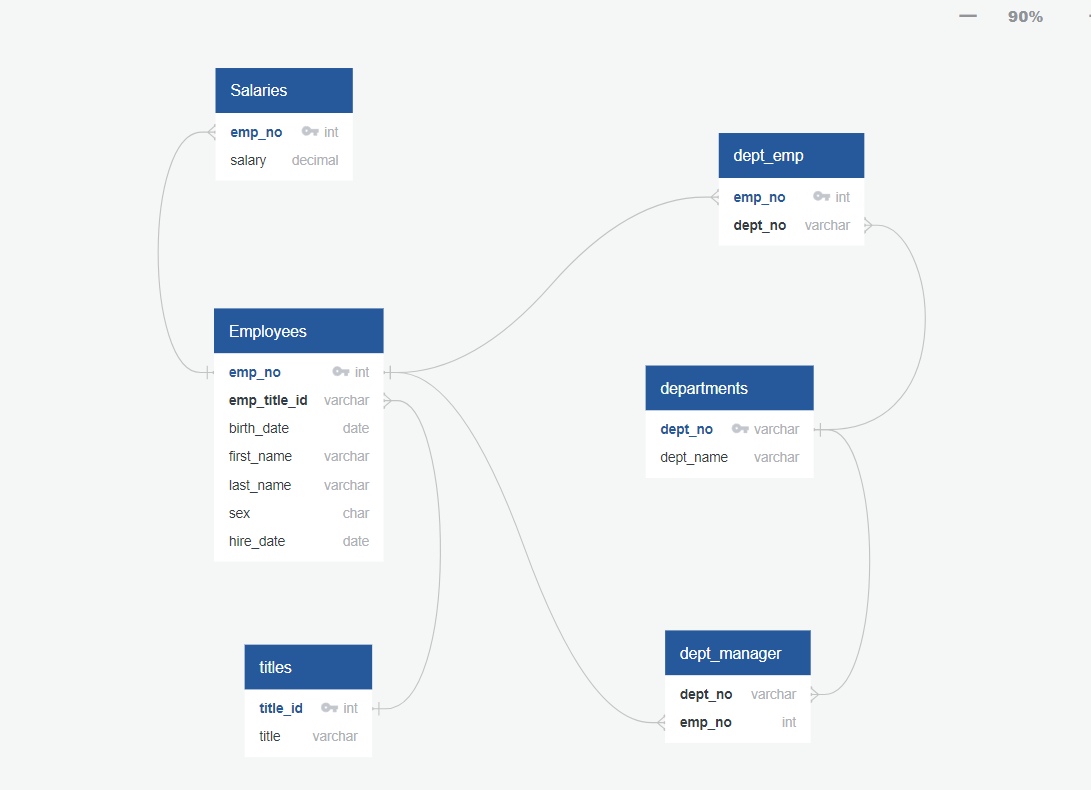 90%
Salaries
emp_no int
salary decimal
dept_emp
emp_no int
dept_no varchar
Employees
emp_no int
emp_title_id varchar
birth_date date
first_name varchar
last_name varchar
sex char
hire_date date
departments
dept_no varchar
dept_name varchar
titles
title_id int
title varchar
dept_manager
dept_no varchar
emp_no int